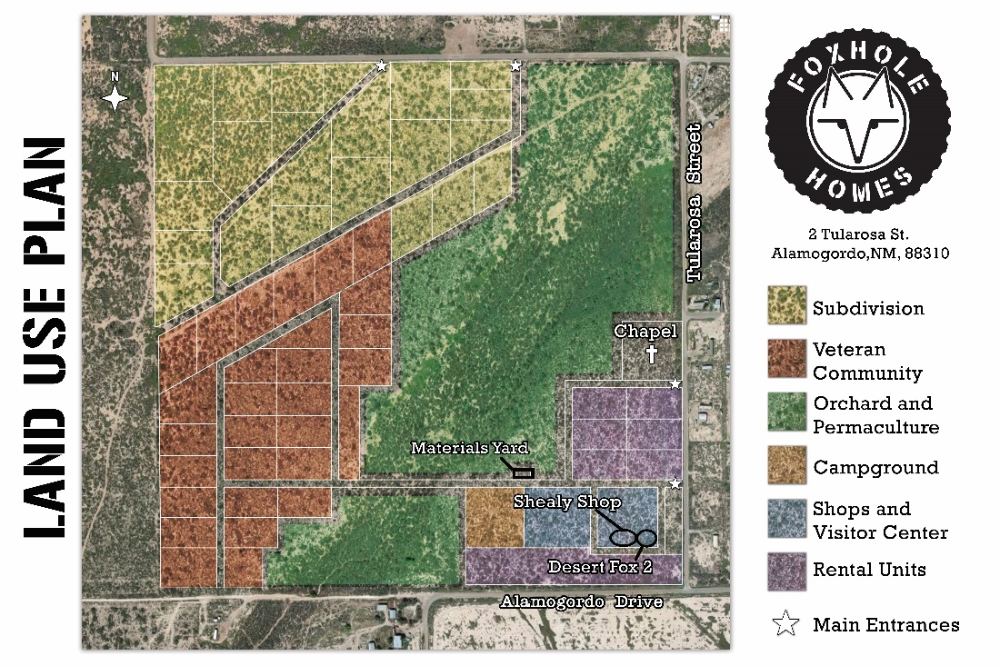 LAND USE PLAN
N
Tularosa Street
Chapel
Materials Yard
Shealy Shop
Desert Fox 2
Alamogordo Drive
FOXHOLE
HOMES
2 Tularosa St.
Alamogordo,NM, 88310
Subdivision
Veteran
Community
Orchard and
Permaculture
Campground
Shops and
Visitor Center
Rental Units
Main Entrances